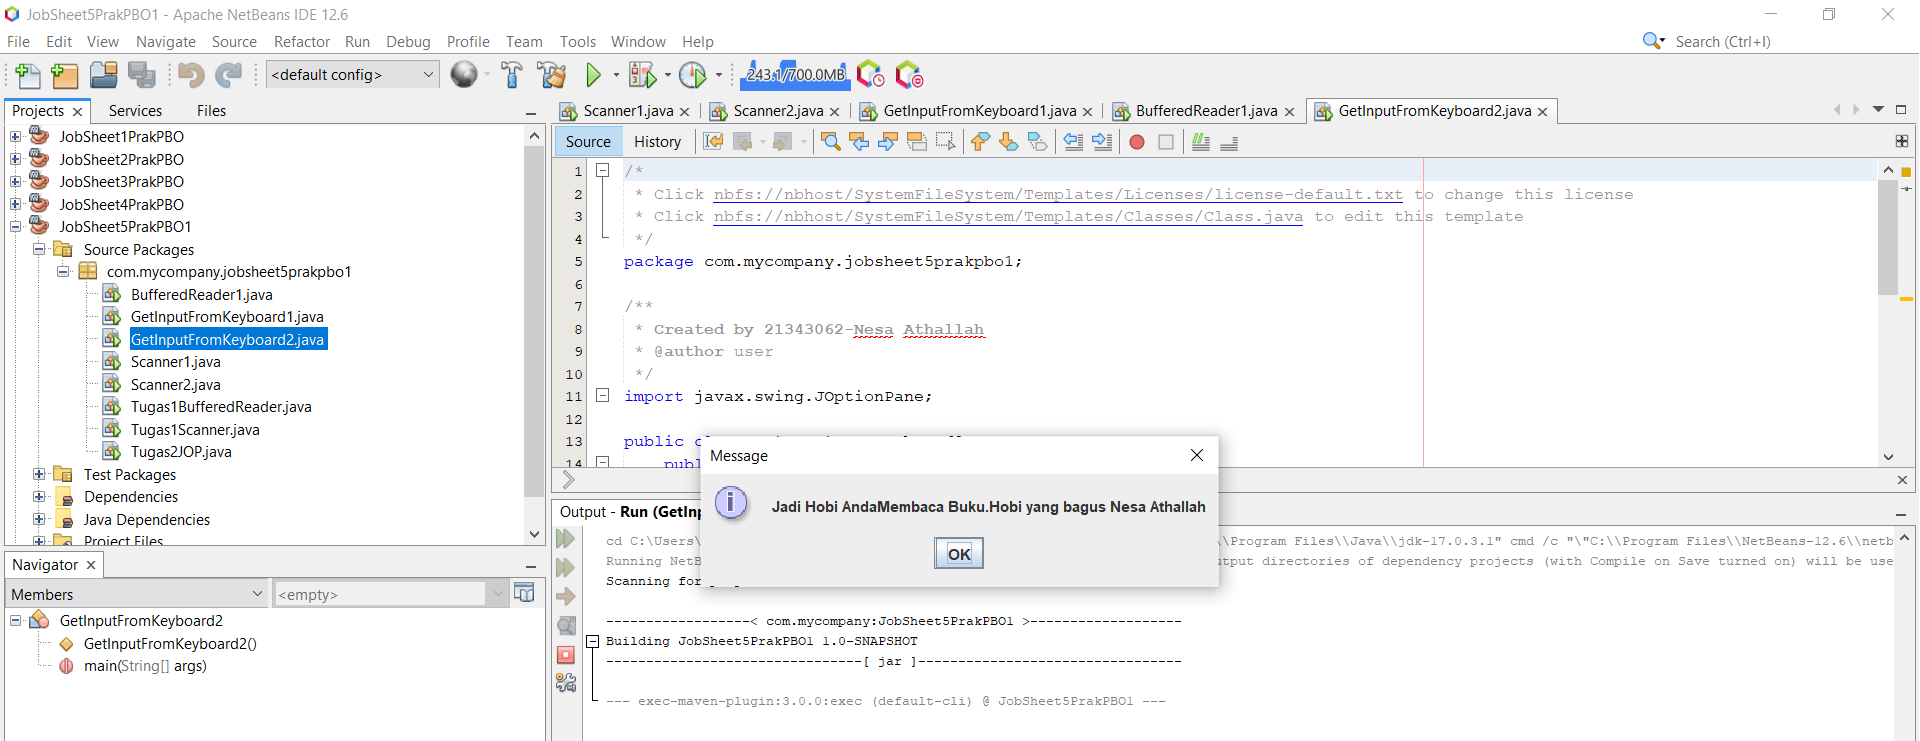 JobSheet5PrakPBO1 - Apache NetBeans IDE 12.6
File Edit View Navigate Source Refactor Run Debug Profile Team Tools Window Help
Search (Ctrl+I)
<default config>
243.1/700.0MB
Projects Services Files
JobSheet1PrakPBO
JobSheet2PrakPBO
JobSheet3PrakPBO
JobSheet4PrakPBO
JobSheet5PrakPBO1
Source Packages
com.mycompany.jobsheet5prakpbo1
BufferedReader1.java
GetInputFromKeyboard1.java
GetInputFromKeyboard2.java
Scanner1.java
Scanner2.java
Tugas1BufferedReader.java
Tugas1Scanner.java
Tugas2JOP.java
Test Packages
Dependencies
Java Dependencies
Project Files
Navigator
Members
<empty>
GetInputFromKeyboard2
GetInputFromKeyboard2()
main(String[] args)
Scanner1.java Scanner2.java GetInputFromKeyboard1.java BufferedReader1.java GetInputFromKeyboard2.java
Source History
1 /*
2 * Click nbfs://nbhost/SystemFileSystem/Templates/Licenses/license-default.txt to change this license
3 * Click nbfs://nbhost/SystemFileSystem/Templates/Classes/Class.java to edit this template
4 */
5 package com.mycompany.jobsheet5prakpbo1;
6
7 /**
8 * Created by 21343062-Nesa Athallah
9 * @author user
10 */
11 import javax.swing.JOptionPane;
12
13 public
14
Message
Jadi Hobi AndaMembaca Buku.Hobi yang bagus Nesa Athallah
OK
Output - Run (GetIn
cd C:\Users\ \Program Files\\Java\\jdk-17.0.3.1" cmd /c "\"C:\\Program Files\\NetBeans-12.6\\netb
Running NetB utput directories of dependency projects (with Compile on Save turned on) will be use
Scanning for
------------------< com.mycompany:JobSheet5PrakPBO1 >-------------------
Building JobSheet5PrakPBO1 1.0-SNAPSHOT
--------------------------------[ jar ]---------------------------------
--- exec-maven-plugin:3.0.0:exec (default-cli) @ JobSheet5PrakPBO1 ---